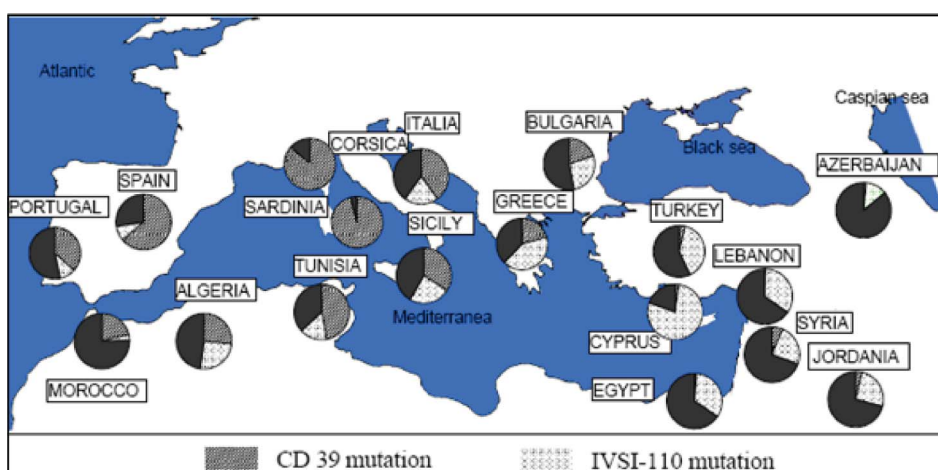 Atlantic
ITALIA
CORSICA
BULGARIA
Caspian sea
Black sea
AZERBAIJAN
SPAIN
PORTUGAL
SARDINIA
SICILY
GREECE
TURKEY
LEBANON
TUNISIA
ALGERIA
Mediterranea
CYPRUS
SYRIA
JORDANIA
MOROCCO
EGYPT
CD 39 mutation
IVSI-110 mutation